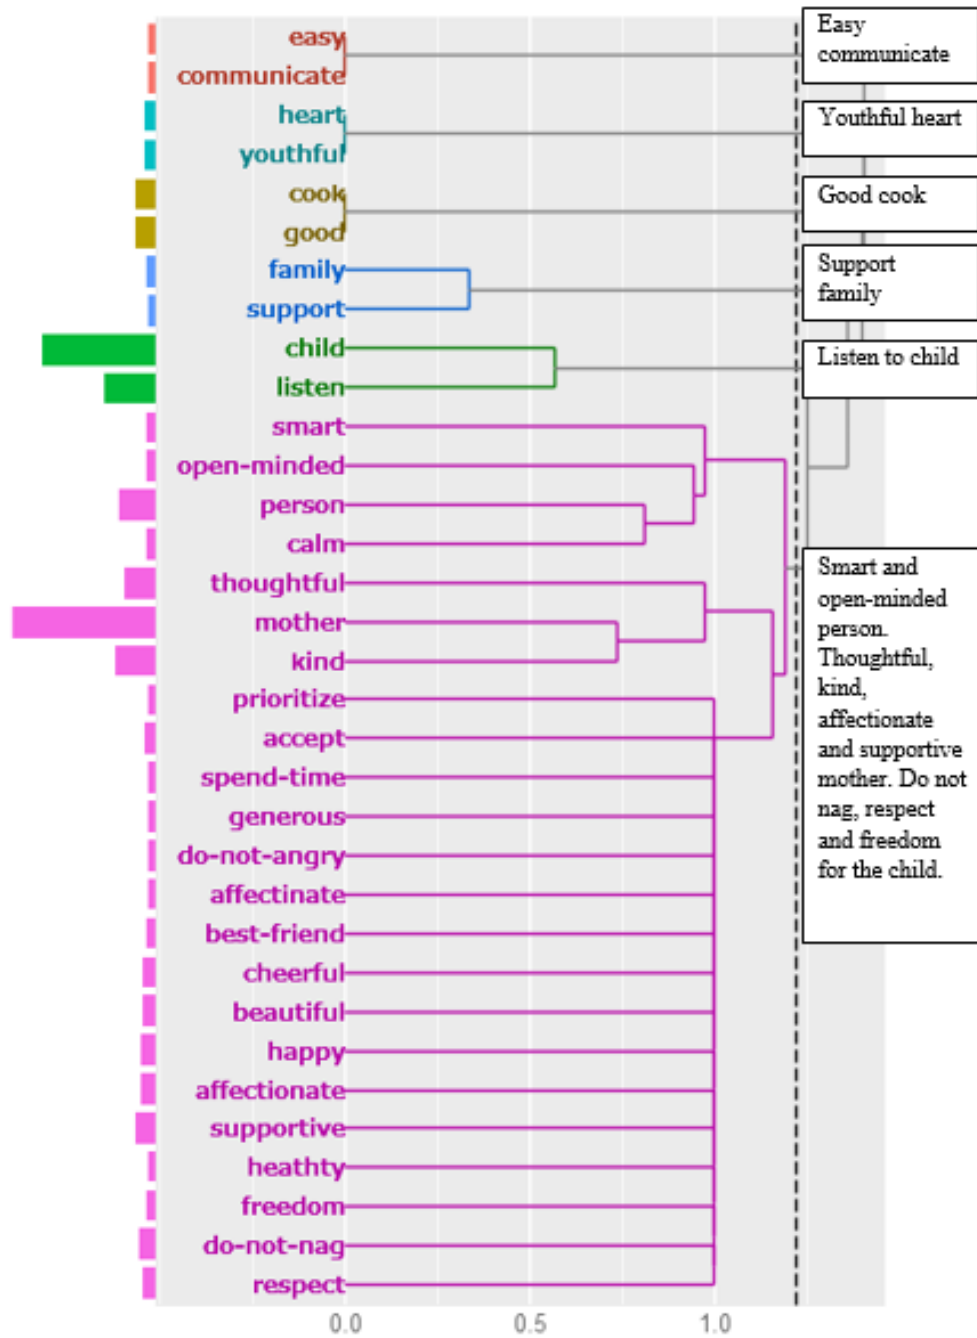 easy
communicate
heart
youthful
cook
good
family
support
child
listen
smart
open-minded
person
calm
thoughtful
mother
kind
prioritize
accept
spend-time
generous
do-not-angry
affectinate
best-friend
cheerful
beautiful
happy
affectionate
supportive
heathty
freedom
do-not-nag
respect
0.0 0.5 1.0
Easy
communicate
Youthful heart
Good cook
Support
family
Listen to child
Smart and
open-minded
person.
Thoughtful,
kind,
affectionate
and supportive
mother. Do not
nag, respect
and freedom
for the child.